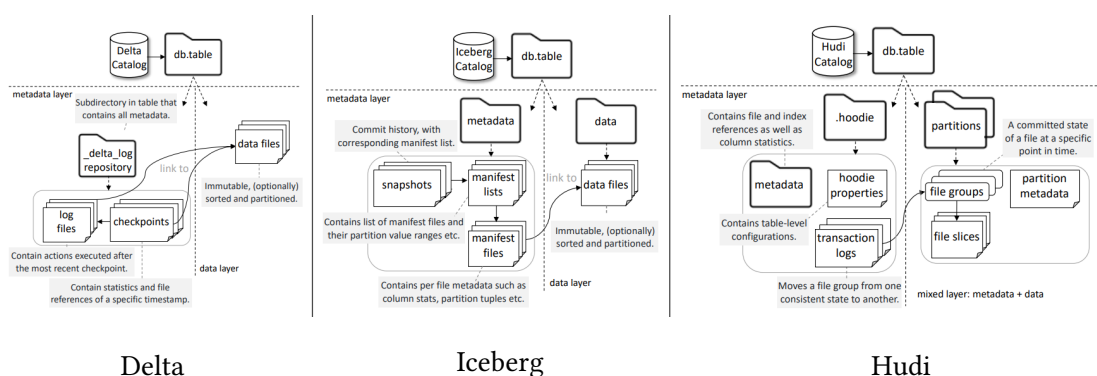 Delta
Catalog
db.table
metadata layer
Subdirectory in table that
contains all metadata.
_delta_log
repository
data files
link to
Immutable, (optionally)
sorted and partitioned.
log
files
checkpoints
Contain actions executed after
the most recent checkpoint.
data layer
Contain statistics and file
references of a specific timestamp.
Delta
Iceberg
Catalog
db.table
metadata layer
metadata
data
Commit history, with
corresponding manifest list.
snapshots
manifest
lists
link to
data files
Contains list of manifest files and
their partition value ranges etc.
manifest
files
Immutable, (optionally)
sorted and partitioned.
Contains per file metadata such as
column stats, partition tuples etc.
data layer
Iceberg
Hudi
Catalog
db.table
metadata layer
Contains file and index
references as well as
column statistics.
.hoodie
partitions
A committed state
of a file at a specific
point in time.
metadata
hoodie
properties
file groups
partition
metadata
Contains table-level
configurations.
transaction
logs
file slices
Moves a file group from one
consistent state to another.
mixed layer: metadata + data
Hudi